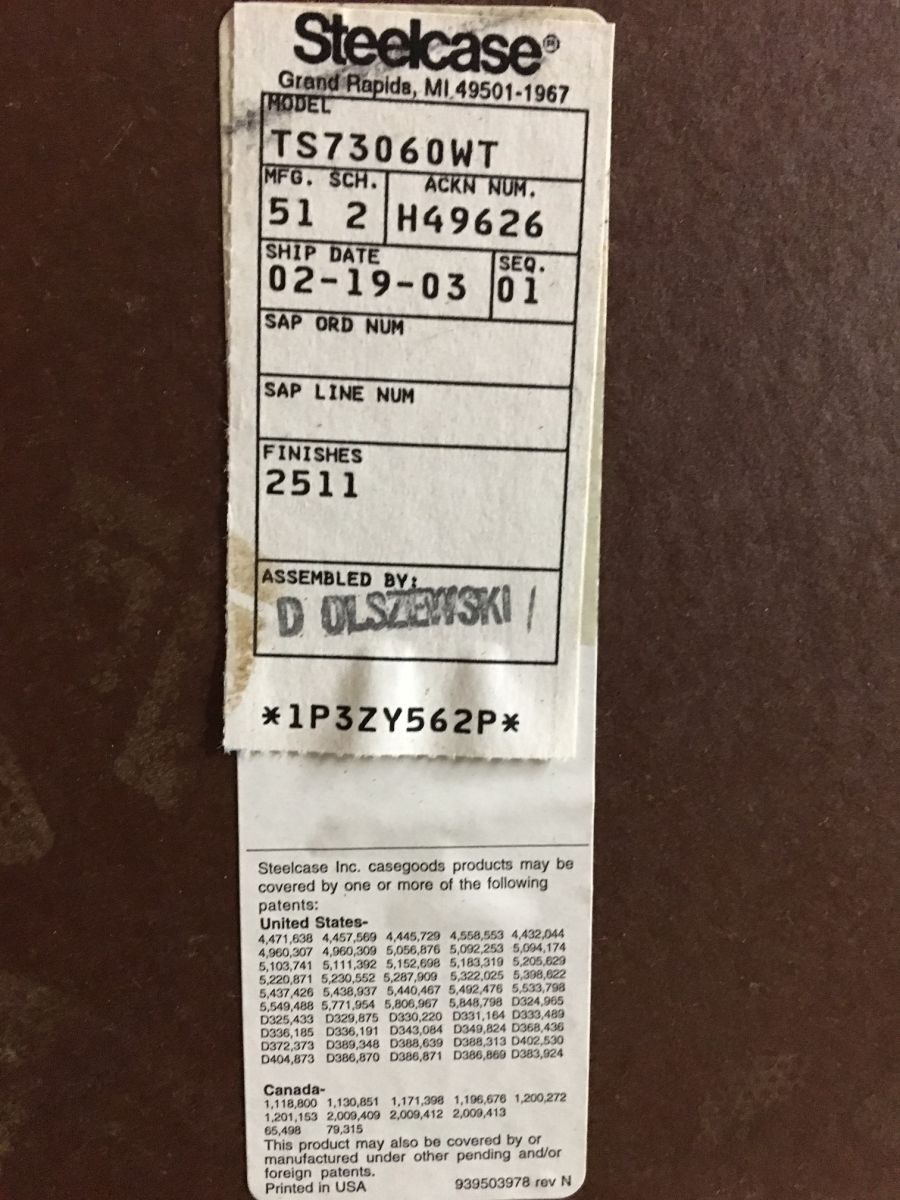 Steelcase®
Grand Rapids, MI 49501-1967
MODEL
TS73060WT
MFG. SCH. ACKN NUM.
51 2 H49626
SHIP DATE SEQ.
02-19-03 01
SAP ORD NUM
SAP LINE NUM
FINISHES
2511
ASSEMBLED BY:
D OLSZEWSKI
*1P3ZY562P*
Steelcase Inc. casegoods products may be
covered by one or more of the following
patents:
United States-
4,471,638 4,457,569 4,445,729 4,558,553 4,432,044
4,960,307 4,960,309 5,056,876 5,092,253 5,094,174
5,103,741 5,111,392 5,152,698 5,183,319 5,205,629
5,220,871 5,230,552 5,287,909 5,322,025 5,398,622
5,437,426 5,438,937 5,440,467 5,492,476 5,533,798
5,549,488 5,771,954 5,806,967 5,848,798 D324,965
D325,433 D329,875 D330,220 D331,164 D333,489
D336,185 D336,191 D343,084 D349,824 D368,436
D372,373 D389,348 D388,639 D388,313 D402,530
D404,873 D386,870 D386,871 D386,869 D383,924
Canada-
1,118,800 1,130,851 1,171,398 1,196,676 1,200,272
1,201,153 2,009,409 2,009,412 2,009,413
65,498 79,315
This product may also be covered by or
manufactured under other pending and/or
foreign patents.
Printed in USA 939503978 rev N